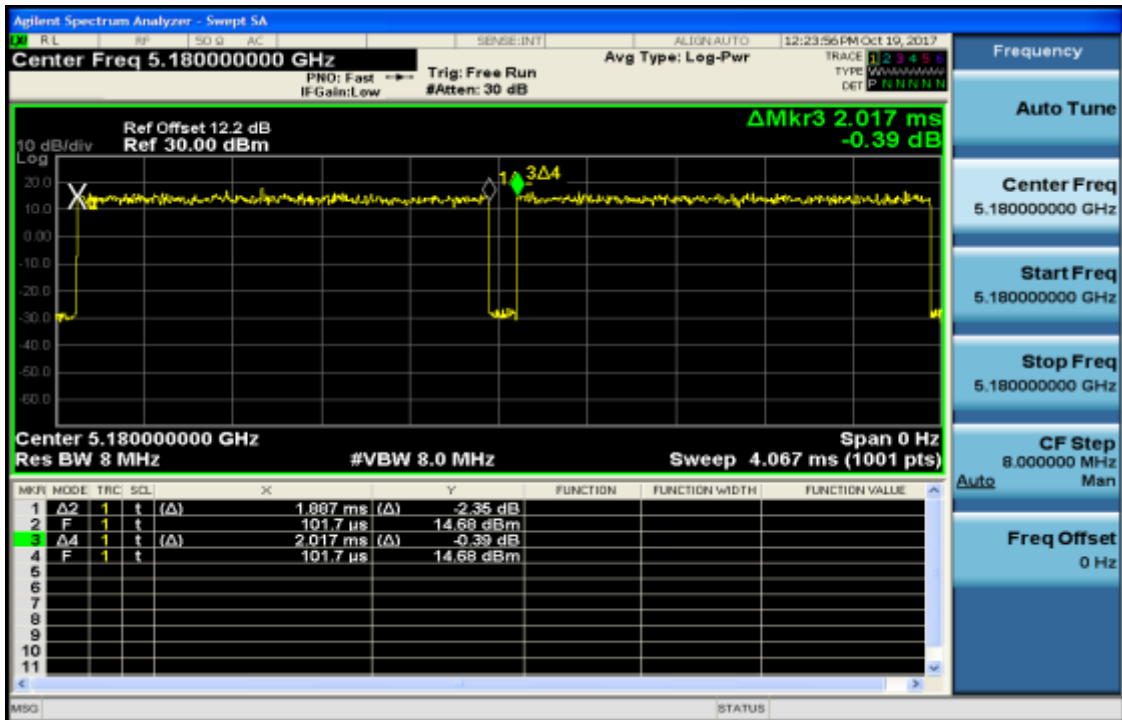 Agilent Spectrum Analyzer - Swept SA
RL RF 50 Ω AC SENSE:INT ALIGN AUTO 12:23:56 PM Oct 19, 2017
Center Freq 5.180000000 GHz
PNO: Fast
IFGain:Low
Trig: Free Run
#Atten: 30 dB
Avg Type: Log-Pwr
TRACE 1 2 3 4 5 6
TYPE
DET P N N N N N
ΔMkr3 2.017 ms
-0.39 dB
Ref Offset 12.2 dB
10 dB/div Ref 30.00 dBm
Log
20.0
10.0
0.00
-10.0
-20.0
-30.0
-40.0
-50.0
-60.0
3Δ4
Center 5.180000000 GHz Span 0 Hz
Res BW 8 MHz #VBW 8.0 MHz Sweep 4.067 ms (1001 pts)
MKR MODE TRC SCL X Y FUNCTION FUNCTION WIDTH FUNCTION VALUE
1 Δ2 1 t (Δ) 1.887 ms (Δ) -2.35 dB
2 F 1 t 101.7 µs 14.68 dBm
3 Δ4 1 t (Δ) 2.017 ms (Δ) -0.39 dB
4 F 1 t 101.7 µs 14.68 dBm
5
6
7
8
9
10
11
MSG STATUS
Frequency
Auto Tune
Center Freq
5.180000000 GHz
Start Freq
5.180000000 GHz
Stop Freq
5.180000000 GHz
CF Step
8.000000 MHz
Auto Man
Freq Offset
0 Hz